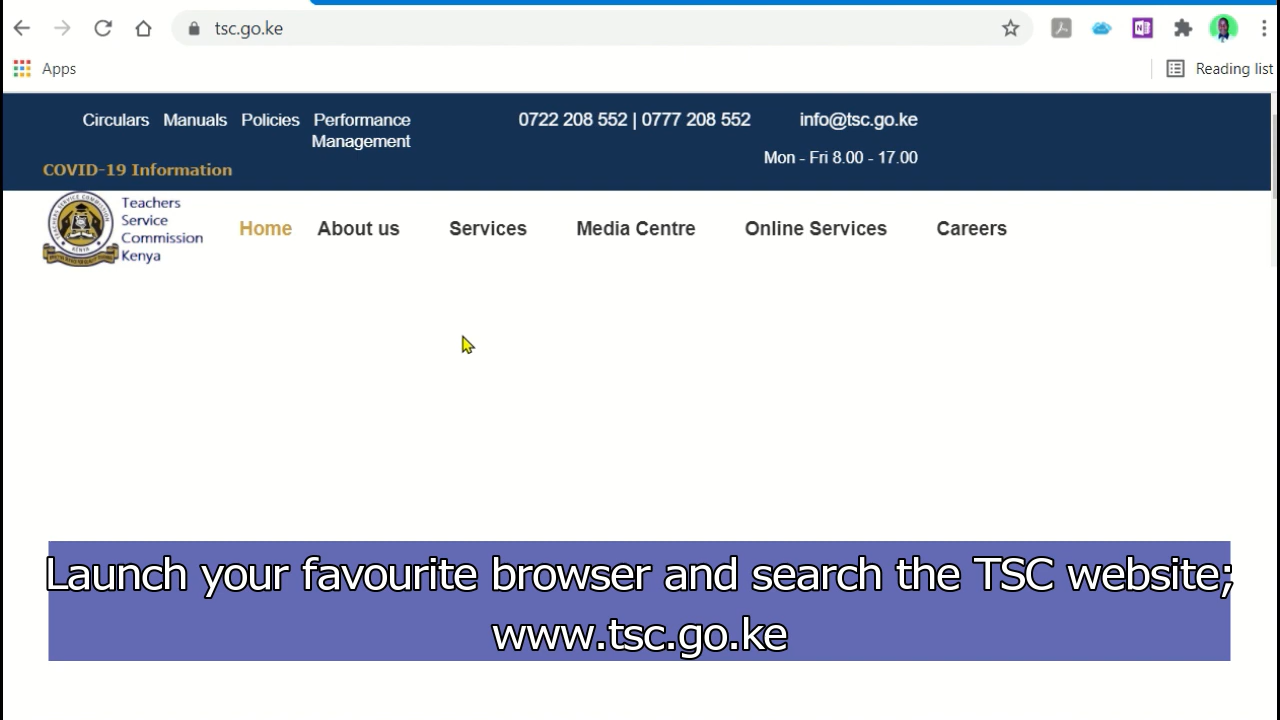 tsc.go.ke
Apps
Reading list
Circulars Manuals Policies Performance Management
0722 208 552 | 0777 208 552
info@tsc.go.ke
Mon - Fri 8.00 - 17.00
COVID-19 Information
Teachers
Service
Commission
Kenya
Home About us Services Media Centre Online Services Careers
Launch your favourite browser and search the TSC website;
www.tsc.go.ke